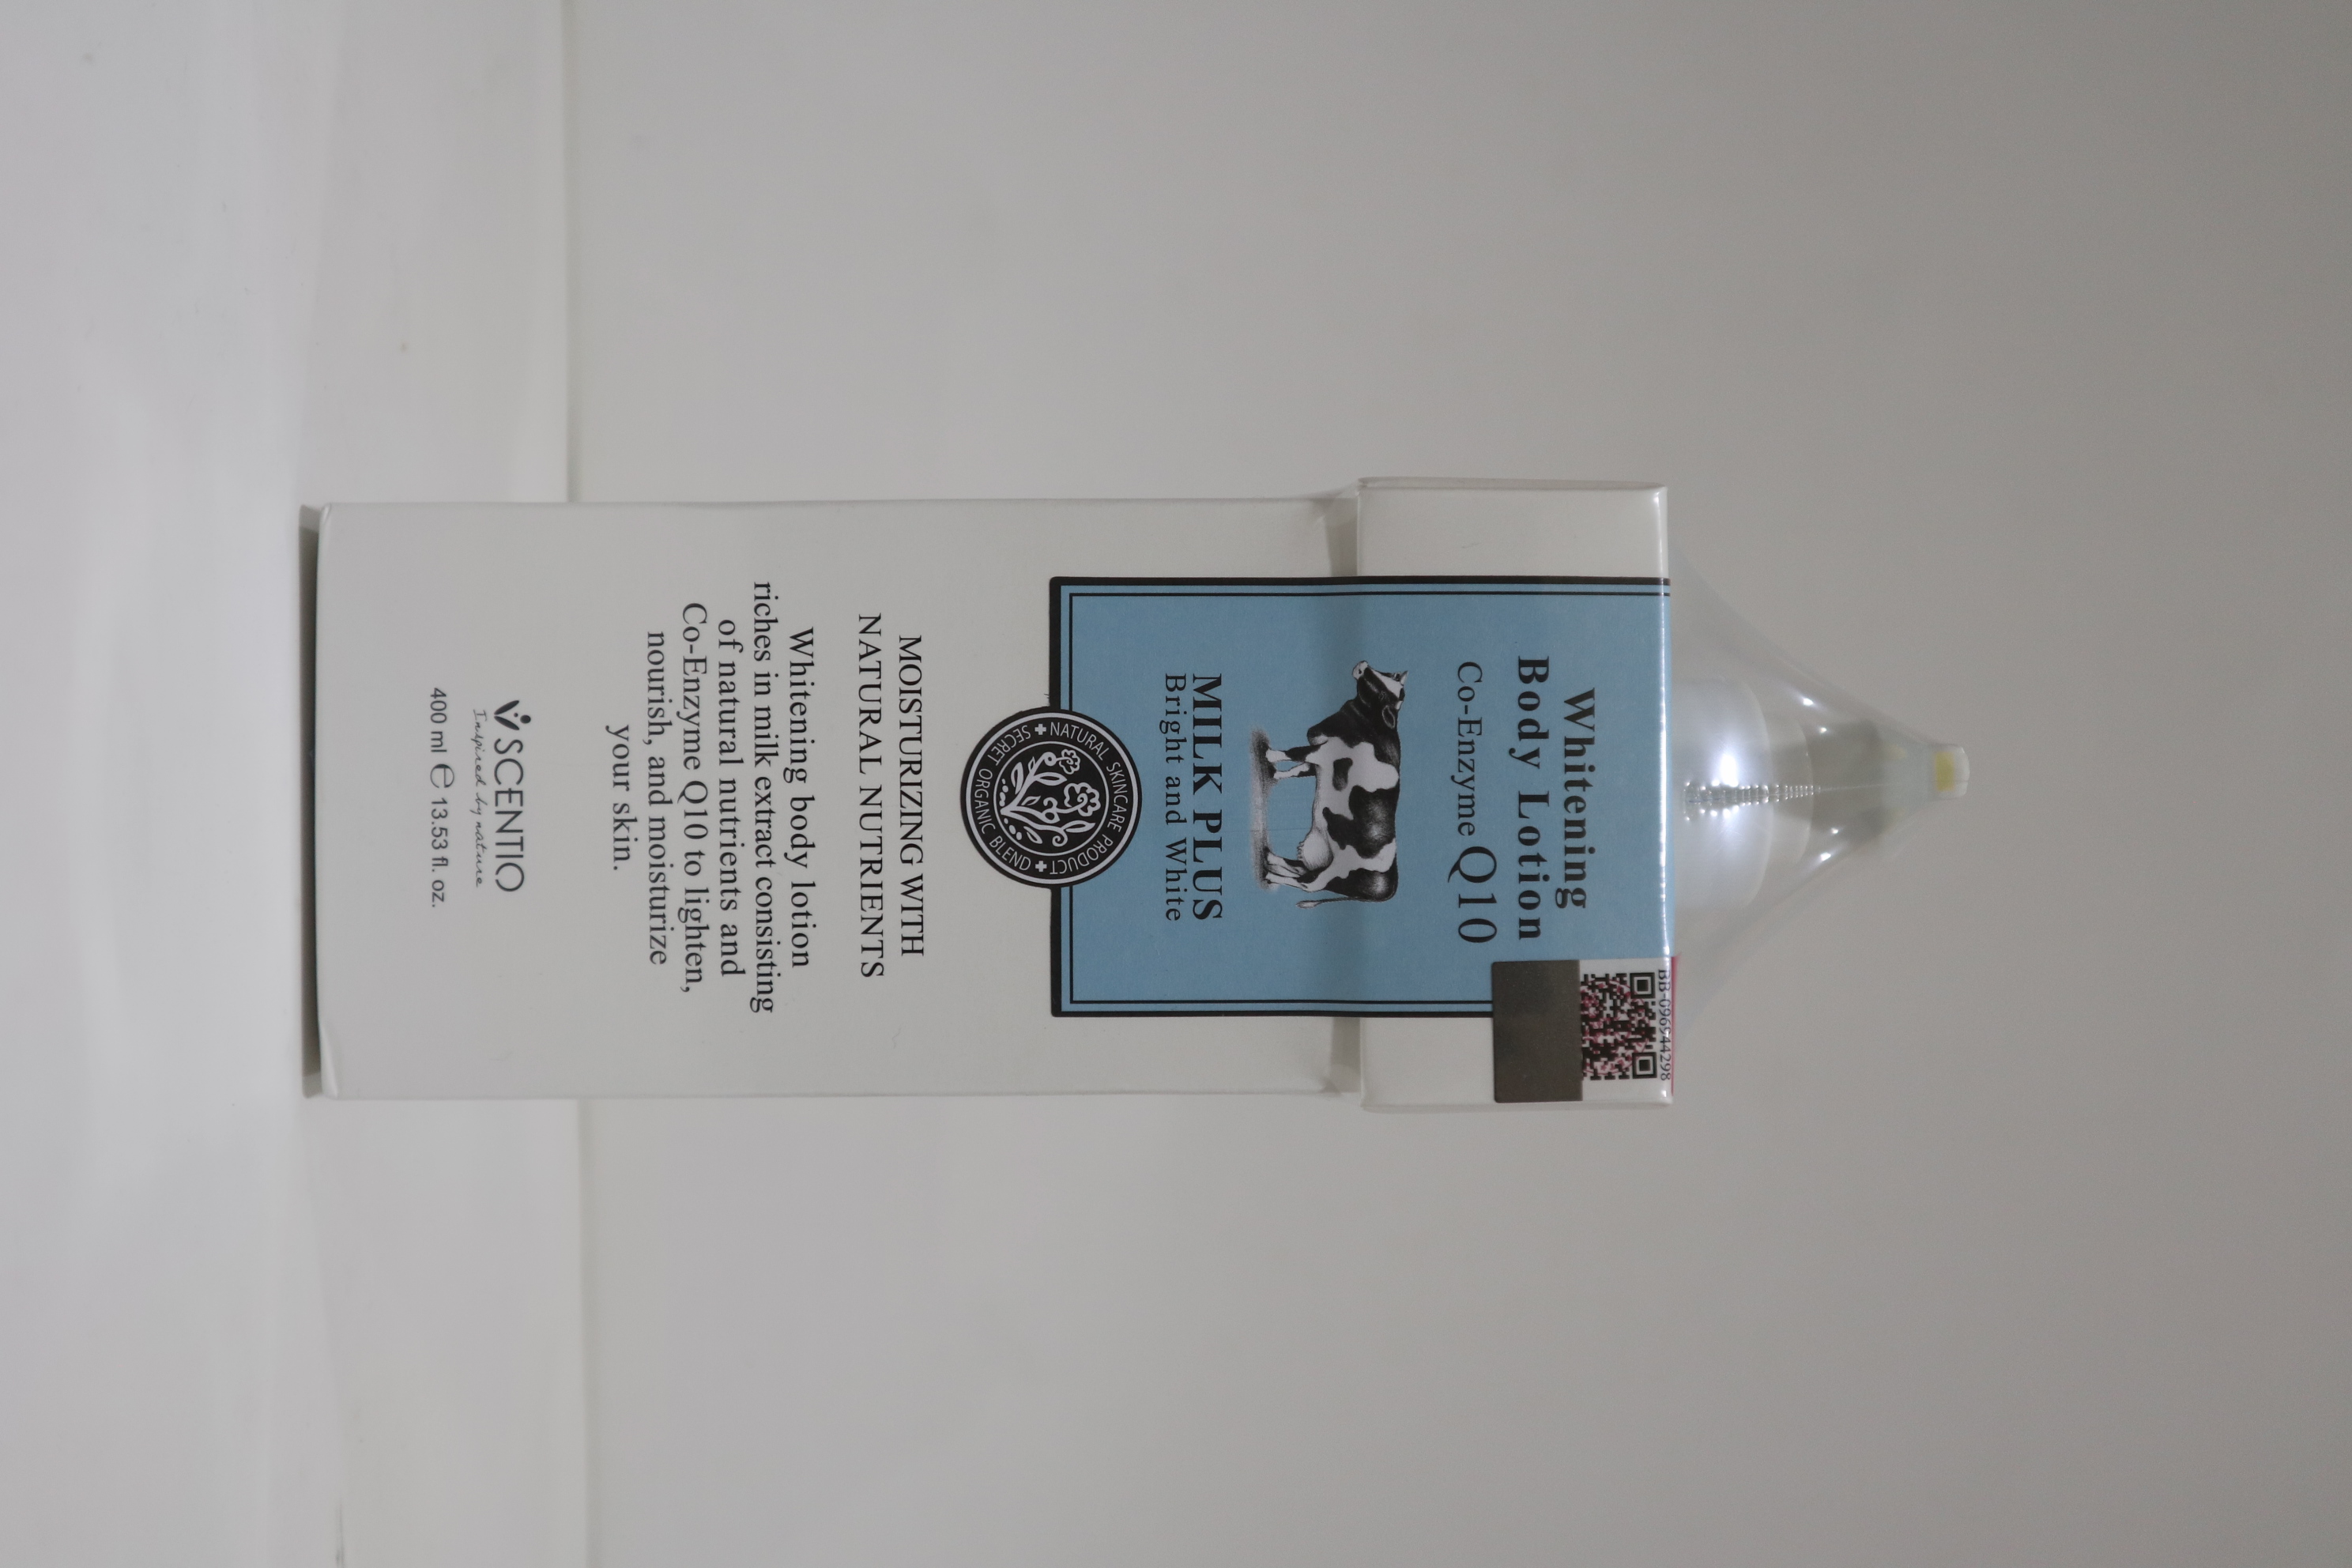 BB-096544298
Whitening
Body Lotion
Co-Enzyme Q10
MILK PLUS
Bright and White
NATURAL SKINCARE PRODUCT
SECRET ORGANIC BLEND
MOISTURIZING WITH
NATURAL NUTRIENTS
Whitening body lotion
riches in milk extract consisting
of natural nutrients and
Co-Enzyme Q10 to lighten,
nourish, and moisturize
your skin.
SCENTIO
Inspired by nature
400 ml ℮ 13.53 fl. oz.